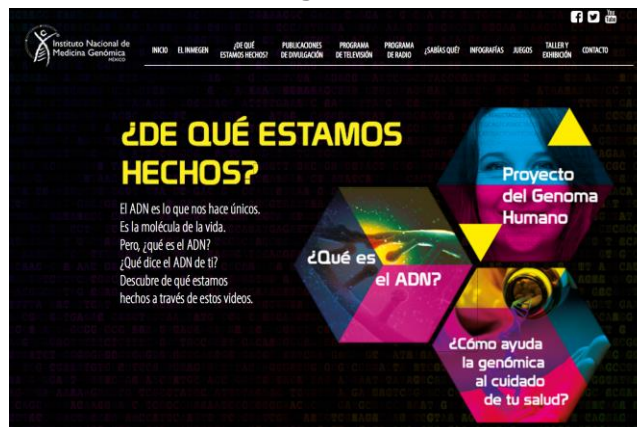 You Tube
Instituto Nacional de
Medicina Genómica
MÉXICO
INICIO
EL INMEGEN
¿DE QUÉ
ESTAMOS HECHOS?
PUBLICACIONES
DE DIVULGACIÓN
PROGRAMA
DE TELEVISIÓN
PROGRAMA
DE RADIO
¿SABÍAS QUÉ?
INFOGRAFÍAS
JUEGOS
TALLER Y
EXHIBICIÓN
CONTACTO
¿DE QUÉ ESTAMOS
HECHOS?
El ADN es lo que nos hace únicos.
Es la molécula de la vida.
Pero, ¿qué es el ADN?
¿Qué dice el ADN de ti?
Descubre de qué estamos
hechos a través de estos videos.
Proyecto
del Genoma
Humano
¿Qué es
el ADN?
¿Cómo ayuda
la genómica
al cuidado
de tu salud?